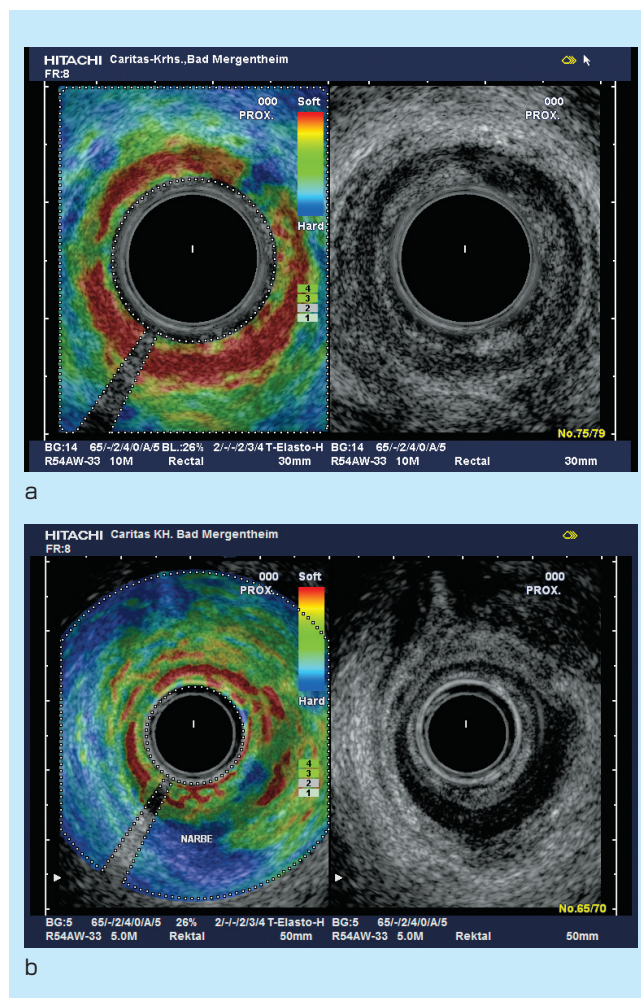 HITACHI Caritas-Krhs.,Bad Mergentheim
FR:8
000 Soft
PROX.
Hard
4
3
2
1
000
PROX.
No.75/79
BG:14 65/-/2/4/0/A/5 BL.:26% 2/-/-/2/3/4 T-Elasto-H BG:14 65/-/2/4/0/A/5
R54AW-33 10M Rectal 30mm R54AW-33 10M Rectal 30mm
a
HITACHI Caritas KH. Bad Mergentheim
FR:8
000 Soft
PROX.
Hard
4
3
2
1
NARBE
000
PROX.
No.65/70
BG:5 65/-/2/4/0/A/5 26% 2/-/-/2/3/4 T-Elasto-H BG:5 65/-/2/4/0/A/5
R54AW-33 5.0M Rektal 50mm R54AW-33 5.0M Rektal 50mm
b